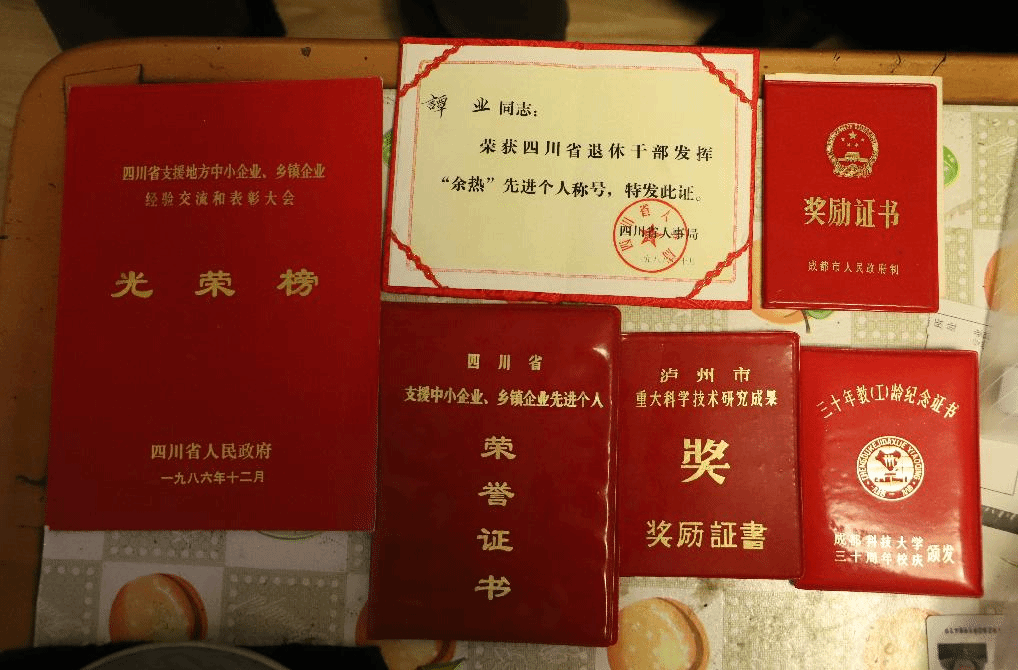 四川省支援地方中小企业、乡镇企业
经验交流和表彰大会
光荣榜
四川省人民政府
一九八六年十二月
譚业同志：
荣获四川省退休干部发挥
“余热”先进个人称号，特发此证。
四川省人事局
奖励证书
成都市人民政府制
四川省
支援中小企业、乡镇企业先进个人
荣
誉
证
书
泸州市
重大科学技术研究成果
奖
奖励証書
三十年教(工)龄纪念证书
成都科技大学
三十周年校庆
颁发